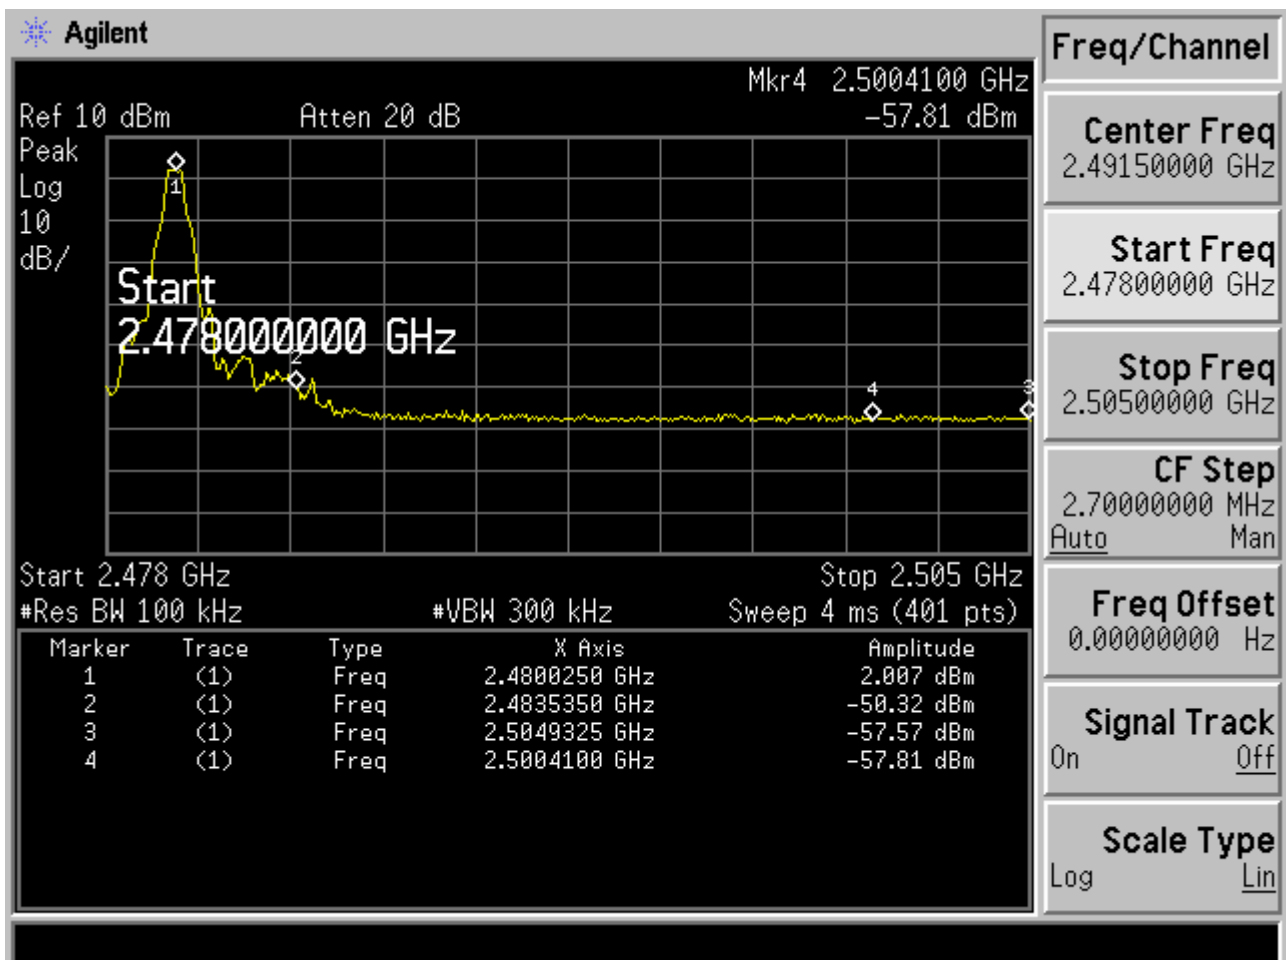 Agilent
Freq/Channel
Mkr4 2.5004100 GHz
Ref 10 dBm Atten 20 dB -57.81 dBm
Peak
Log
10
dB/
1
Start
2.478000000 GHz
2
4
3
Start 2.478 GHz Stop 2.505 GHz
#Res BW 100 kHz #VBW 300 kHz Sweep 4 ms (401 pts)
Marker Trace Type X Axis Amplitude
1 (1) Freq 2.4800250 GHz 2.007 dBm
2 (1) Freq 2.4835350 GHz -50.32 dBm
3 (1) Freq 2.5049325 GHz -57.57 dBm
4 (1) Freq 2.5004100 GHz -57.81 dBm
Center Freq
2.49150000 GHz
Start Freq
2.47800000 GHz
Stop Freq
2.50500000 GHz
CF Step
2.70000000 MHz
Auto Man
Freq Offset
0.00000000 Hz
Signal Track
On Off
Scale Type
Log Lin